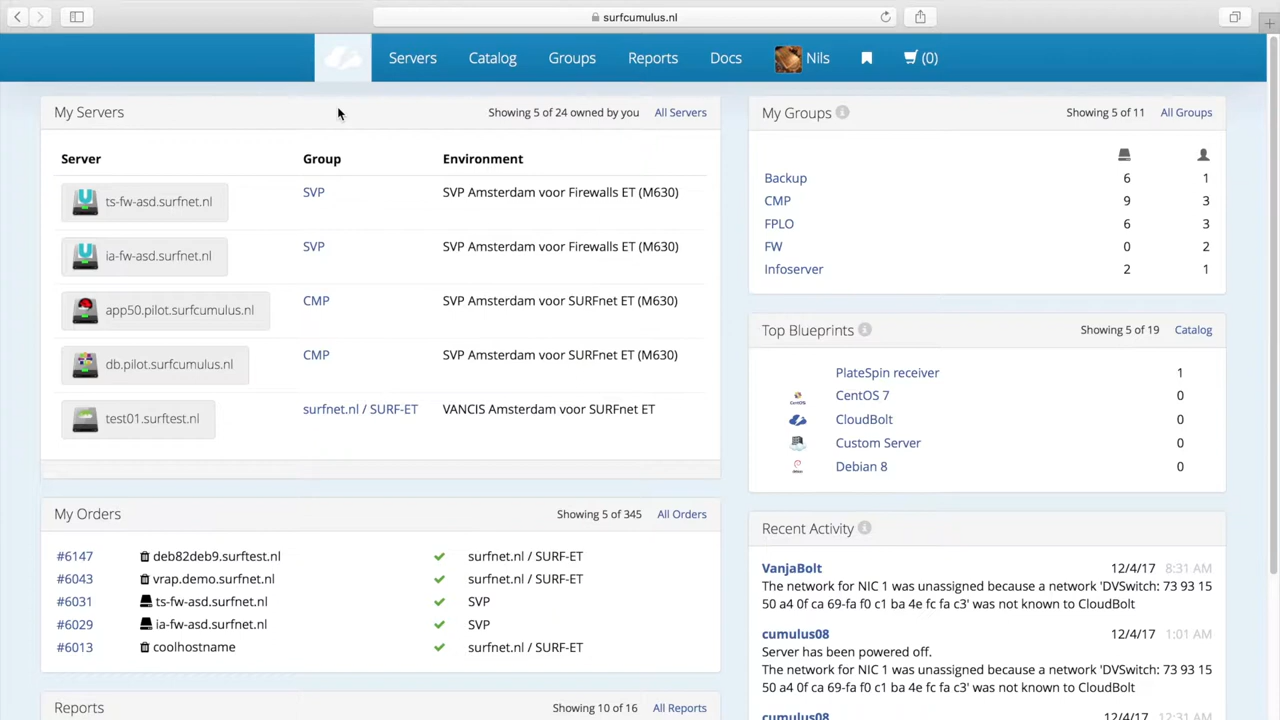 surfcumulus.nl
Servers Catalog Groups Reports Docs Nils (0)
My Servers Showing 5 of 24 owned by you All Servers
Server Group Environment
ts-fw-asd.surfnet.nl SVP SVP Amsterdam voor Firewalls ET (M630)
ia-fw-asd.surfnet.nl SVP SVP Amsterdam voor Firewalls ET (M630)
app50.pilot.surfcumulus.nl CMP SVP Amsterdam voor SURFnet ET (M630)
db.pilot.surfcumulus.nl CMP SVP Amsterdam voor SURFnet ET (M630)
test01.surftest.nl surfnet.nl / SURF-ET VANCIS Amsterdam voor SURFnet ET
My Orders Showing 5 of 345 All Orders
#6147 deb82deb9.surftest.nl surfnet.nl / SURF-ET
#6043 vrap.demo.surfnet.nl surfnet.nl / SURF-ET
#6031 ts-fw-asd.surfnet.nl SVP
#6029 ia-fw-asd.surfnet.nl SVP
#6013 coolhostname surfnet.nl / SURF-ET
Reports Showing 10 of 16 All Reports
My Groups Showing 5 of 11 All Groups
Backup 6 1
CMP 9 3
FPLO 6 3
FW 0 2
Infoserver 2 1
Top Blueprints Showing 5 of 19 Catalog
PlateSpin receiver 1
CentOS 7 0
CloudBolt 0
Custom Server 0
Debian 8 0
Recent Activity
VanjaBolt 12/4/17 8:31 AM
The network for NIC 1 was unassigned because a network 'DVSwitch: 73 93 15
50 a4 0f ca 69-fa f0 c1 ba 4e fc fa c3' was not known to CloudBolt
cumulus08 12/4/17 1:01 AM
Server has been powered off.
The network for NIC 1 was unassigned because a network 'DVSwitch: 73 93 15
50 a4 0f ca 69-fa f0 c1 ba 4e fc fa c3' was not known to CloudBolt
cumulus08 12/4/17 12:31 AM